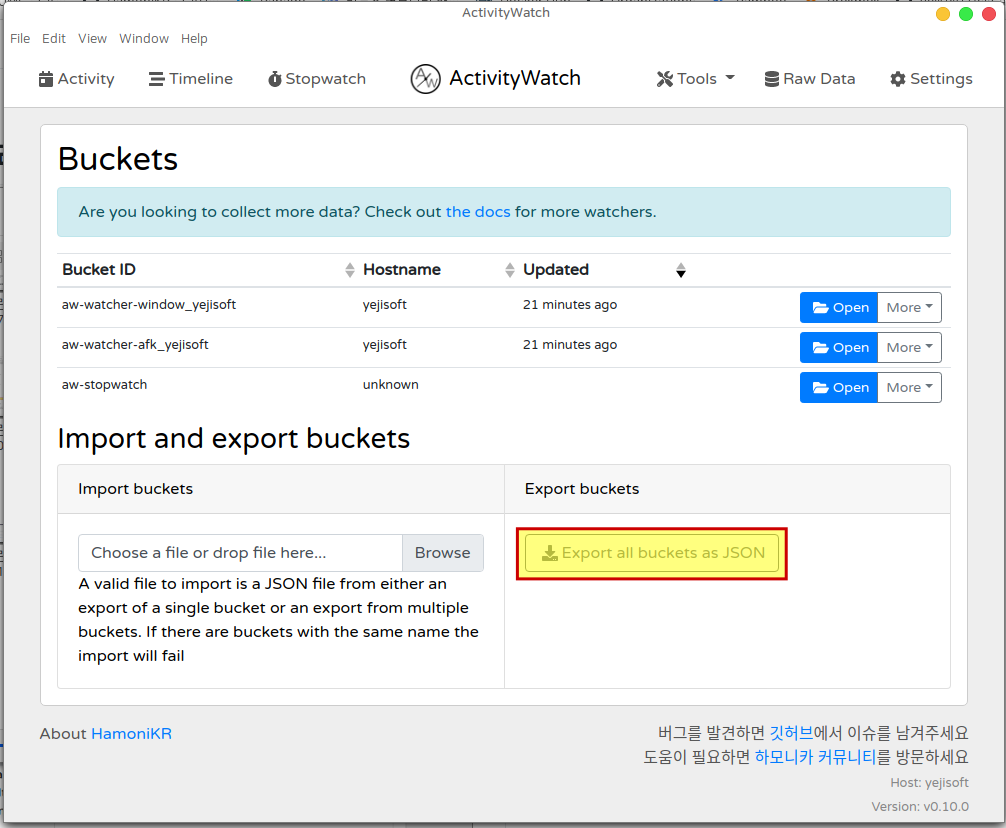 ActivityWatch
File Edit View Window Help
Activity Timeline Stopwatch ActivityWatch Tools Raw Data Settings
Buckets
Are you looking to collect more data? Check out the docs for more watchers.
Bucket ID Hostname Updated
aw-watcher-window_yejisoft yejisoft 21 minutes ago Open More
aw-watcher-afk_yejisoft yejisoft 21 minutes ago Open More
aw-stopwatch unknown Open More
Import and export buckets
Import buckets
Choose a file or drop file here... Browse
A valid file to import is a JSON file from either an
export of a single bucket or an export from multiple
buckets. If there are buckets with the same name the
import will fail
Export buckets
Export all buckets as JSON
About HamoniKR
버그를 발견하면 깃허브에서 이슈를 남겨주세요
도움이 필요하면 하모니카 커뮤니티를 방문하세요
Host: yejisoft
Version: v0.10.0